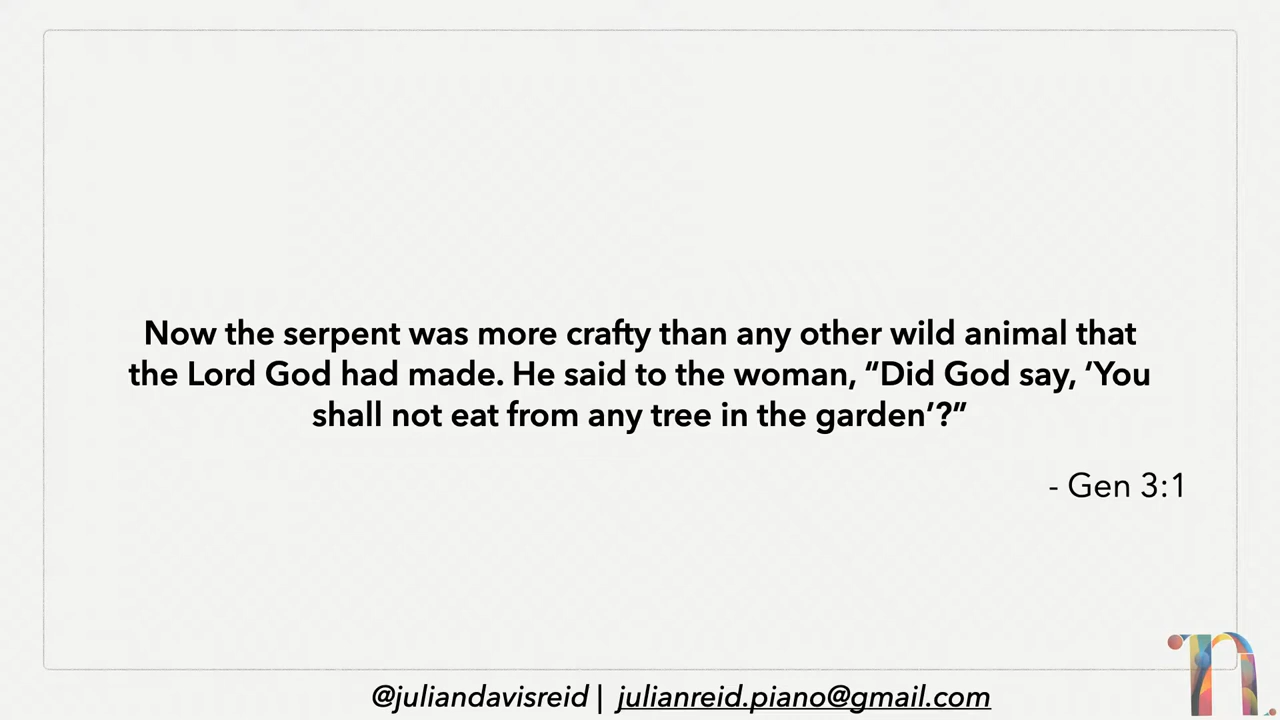 Now the serpent was more crafty than any other wild animal that
the Lord God had made. He said to the woman, “Did God say, ‘You
shall not eat from any tree in the garden’?”
- Gen 3:1
@juliandavisreid | julianreid.piano@gmail.com
n.